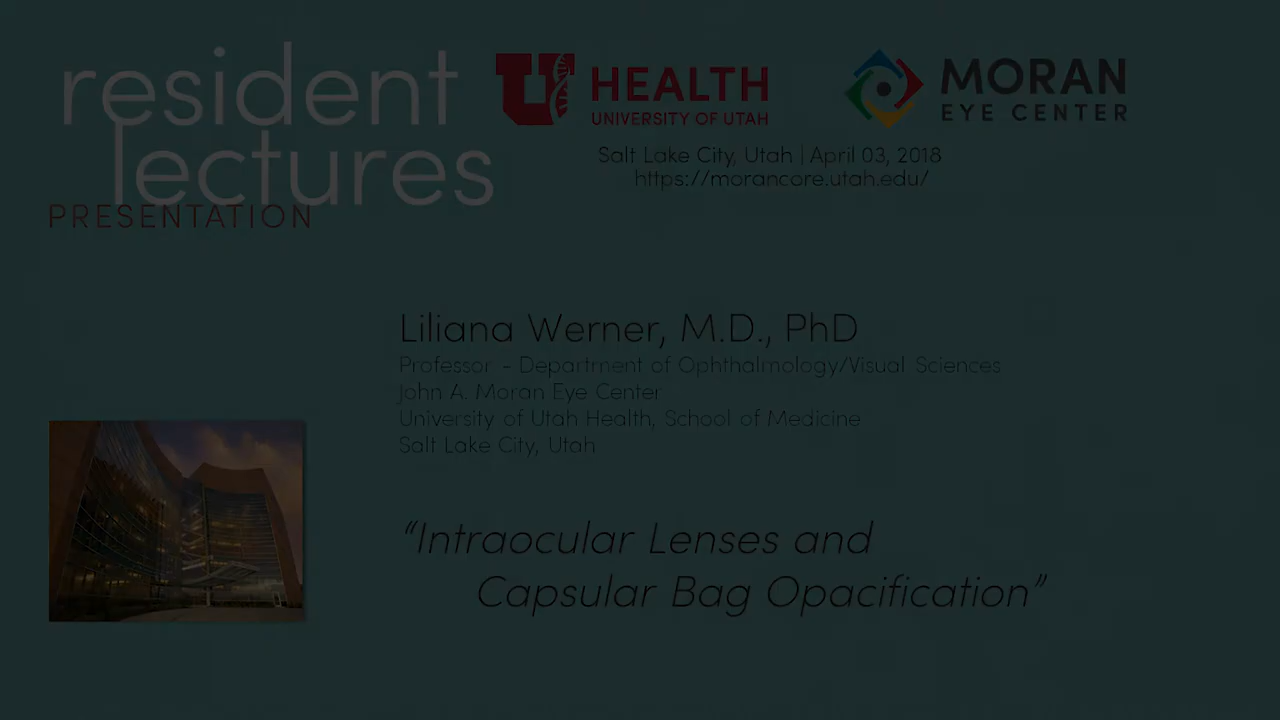 resident
lectures
PRESENTATION
U HEALTH
UNIVERSITY OF UTAH
MORAN
EYE CENTER
Salt Lake City, Utah | April 03, 2018
https://morancore.utah.edu/
Liliana Werner, M.D., PhD
Professor - Department of Ophthalmology/Visual Sciences
John A. Moran Eye Center
University of Utah Health, School of Medicine
Salt Lake City, Utah
“Intraocular Lenses and
Capsular Bag Opacification”